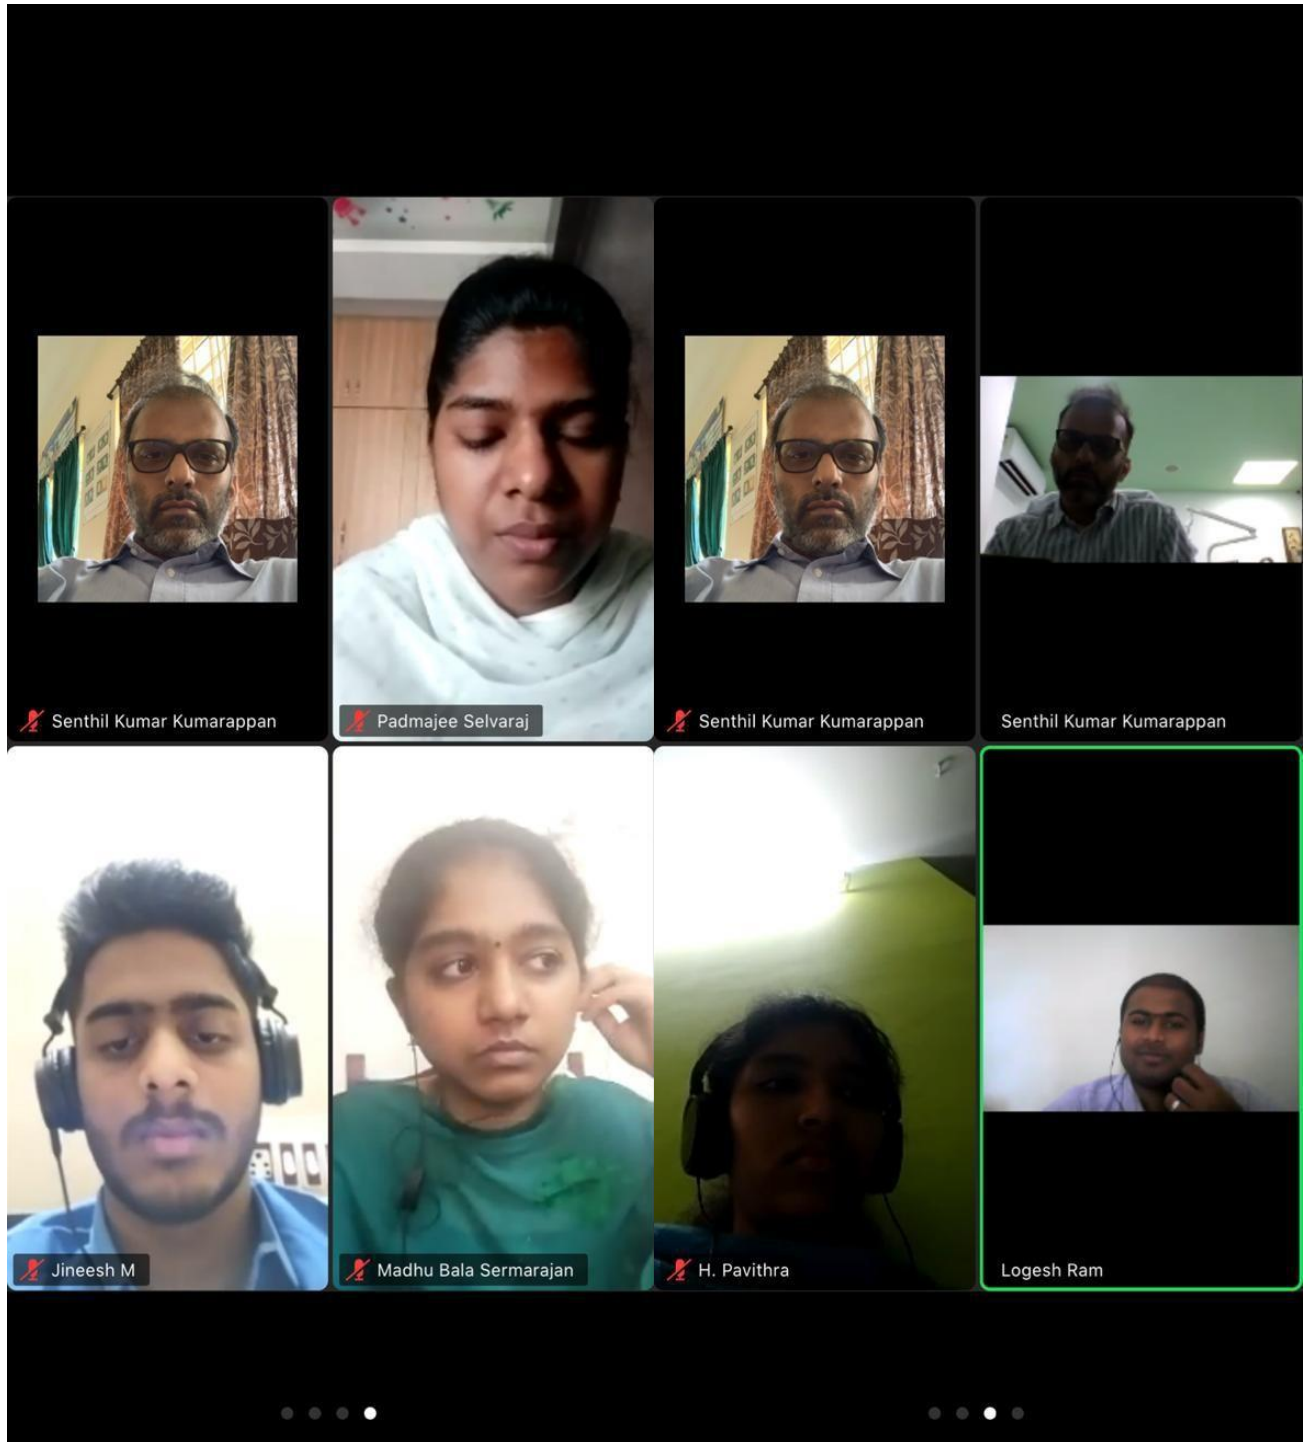 Senthil Kumar Kumarappan
Padmajee Selvaraj
Senthil Kumar Kumarappan
Senthil Kumar Kumarappan
Jineesh M
Madhu Bala Sermarajan
H. Pavithra
Logesh Ram